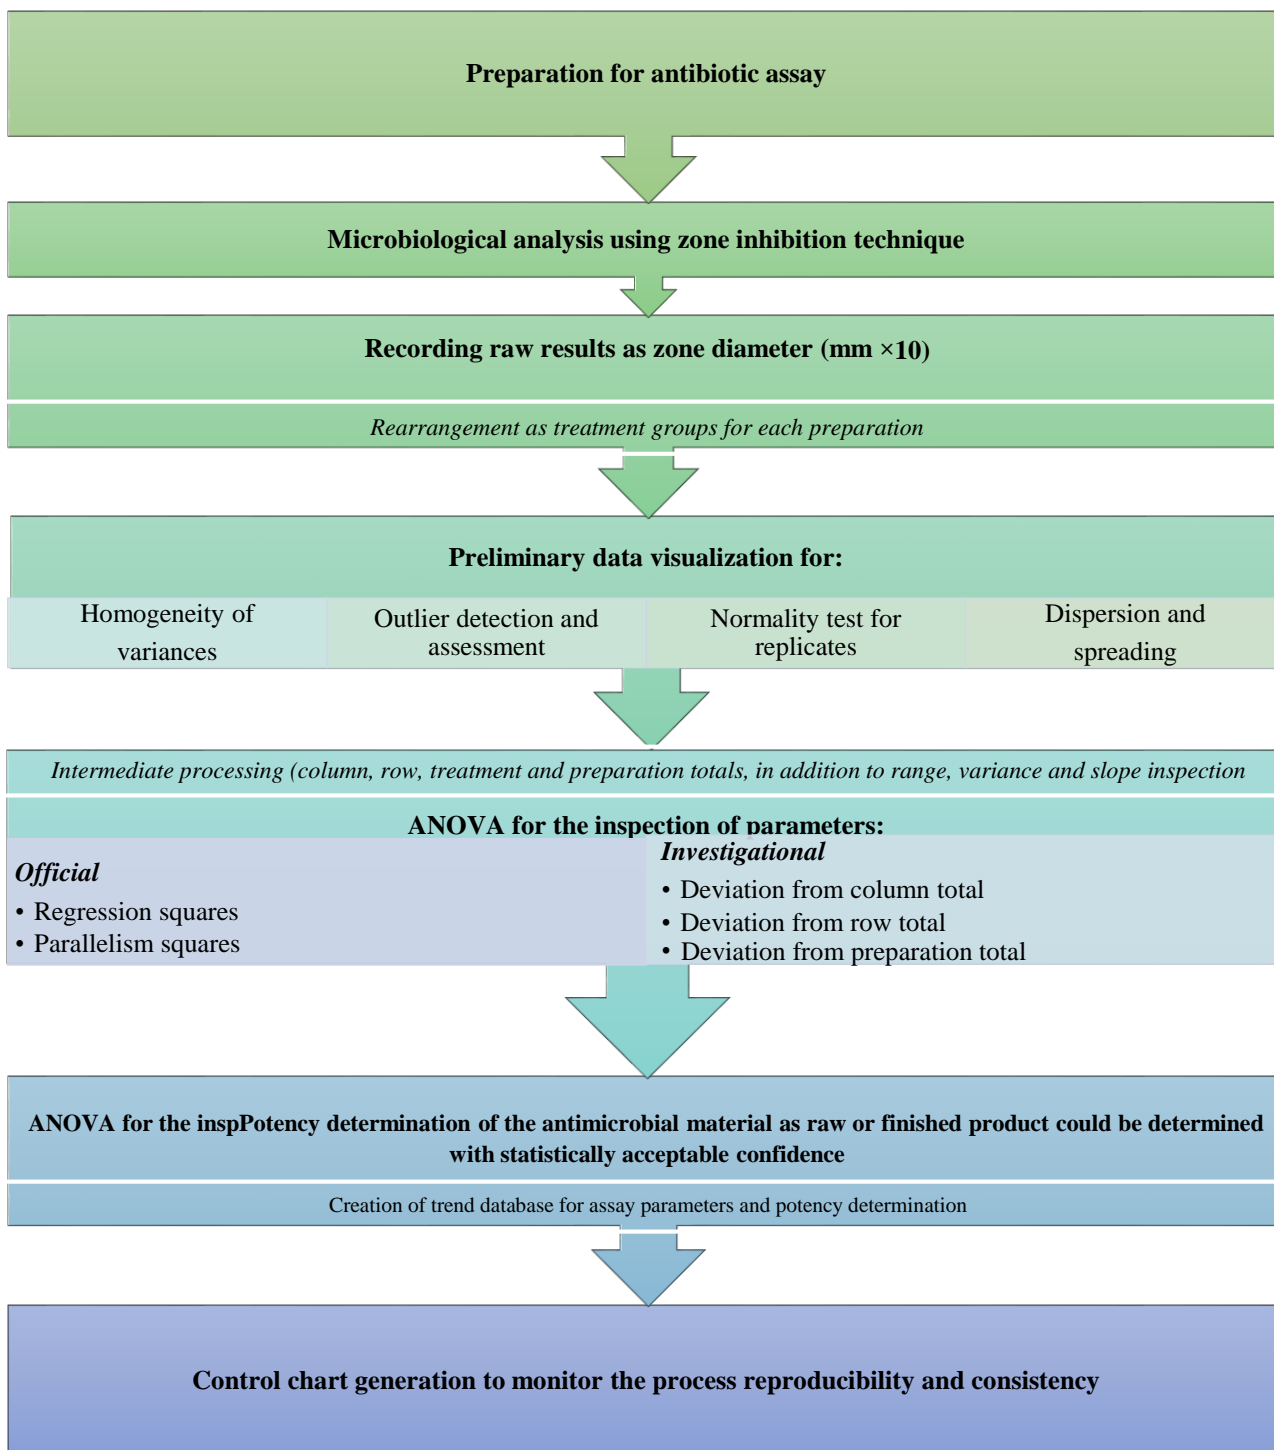 Preparation for antibiotic assay
Microbiological analysis using zone inhibition technique
Recording raw results as zone diameter (mm ×10)
Rearrangement as treatment groups for each preparation
Preliminary data visualization for:
Homogeneity of
variances
Outlier detection and
assessment
Normality test for
replicates
Dispersion and
spreading
Intermediate processing (column, row, treatment and preparation totals, in addition to range, variance and slope inspection
ANOVA for the inspection of parameters:
Official
• Regression squares
• Parallelism squares
Investigational
• Deviation from column total
• Deviation from row total
• Deviation from preparation total
ANOVA for the inspPotency determination of the antimicrobial material as raw or finished product could be determined
with statistically acceptable confidence
Creation of trend database for assay parameters and potency determination
Control chart generation to monitor the process reproducibility and consistency